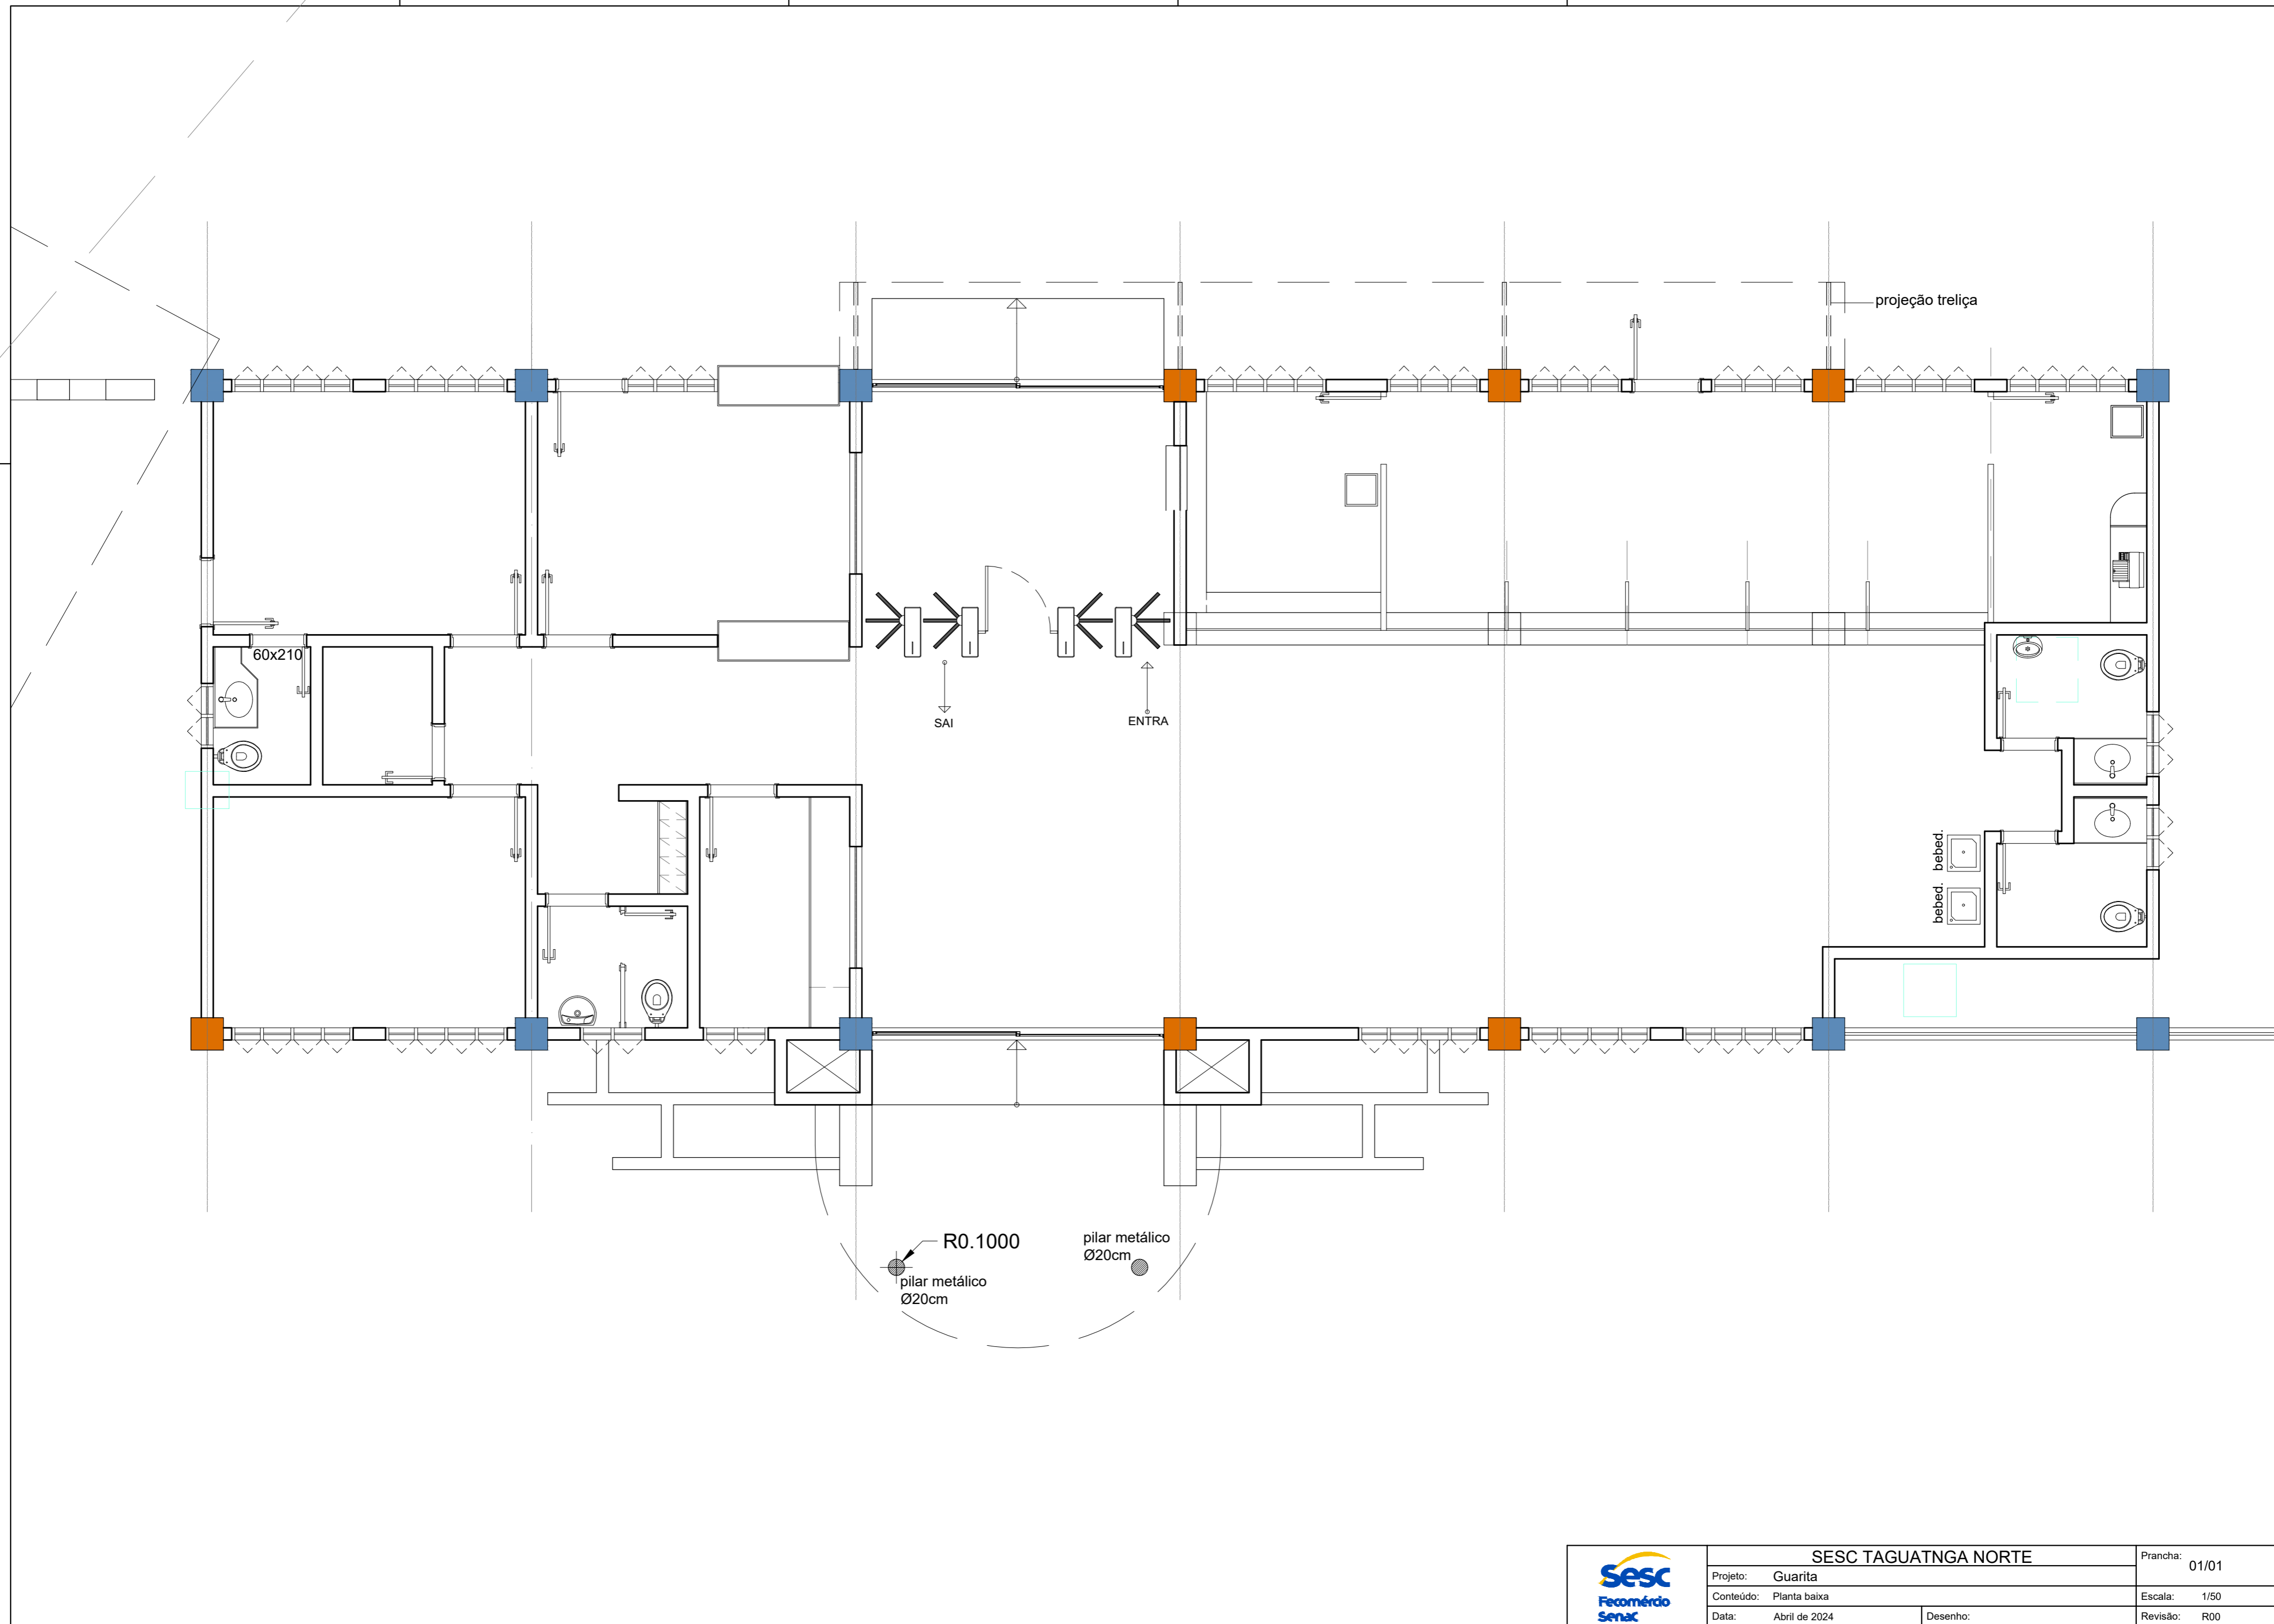 projeção treliça
60x210
SAI
ENTRA
bebed.
bebed.
R0.1000
pilar metálico
Ø20cm
pilar metálico
Ø20cm
Sesc
Fecomércio
Senac
SESC TAGUATNGA NORTE
Prancha: 01/01
Projeto: Guarita
Conteúdo: Planta baixa
Escala: 1/50
Data: Abril de 2024
Desenho:
Revisão: R00